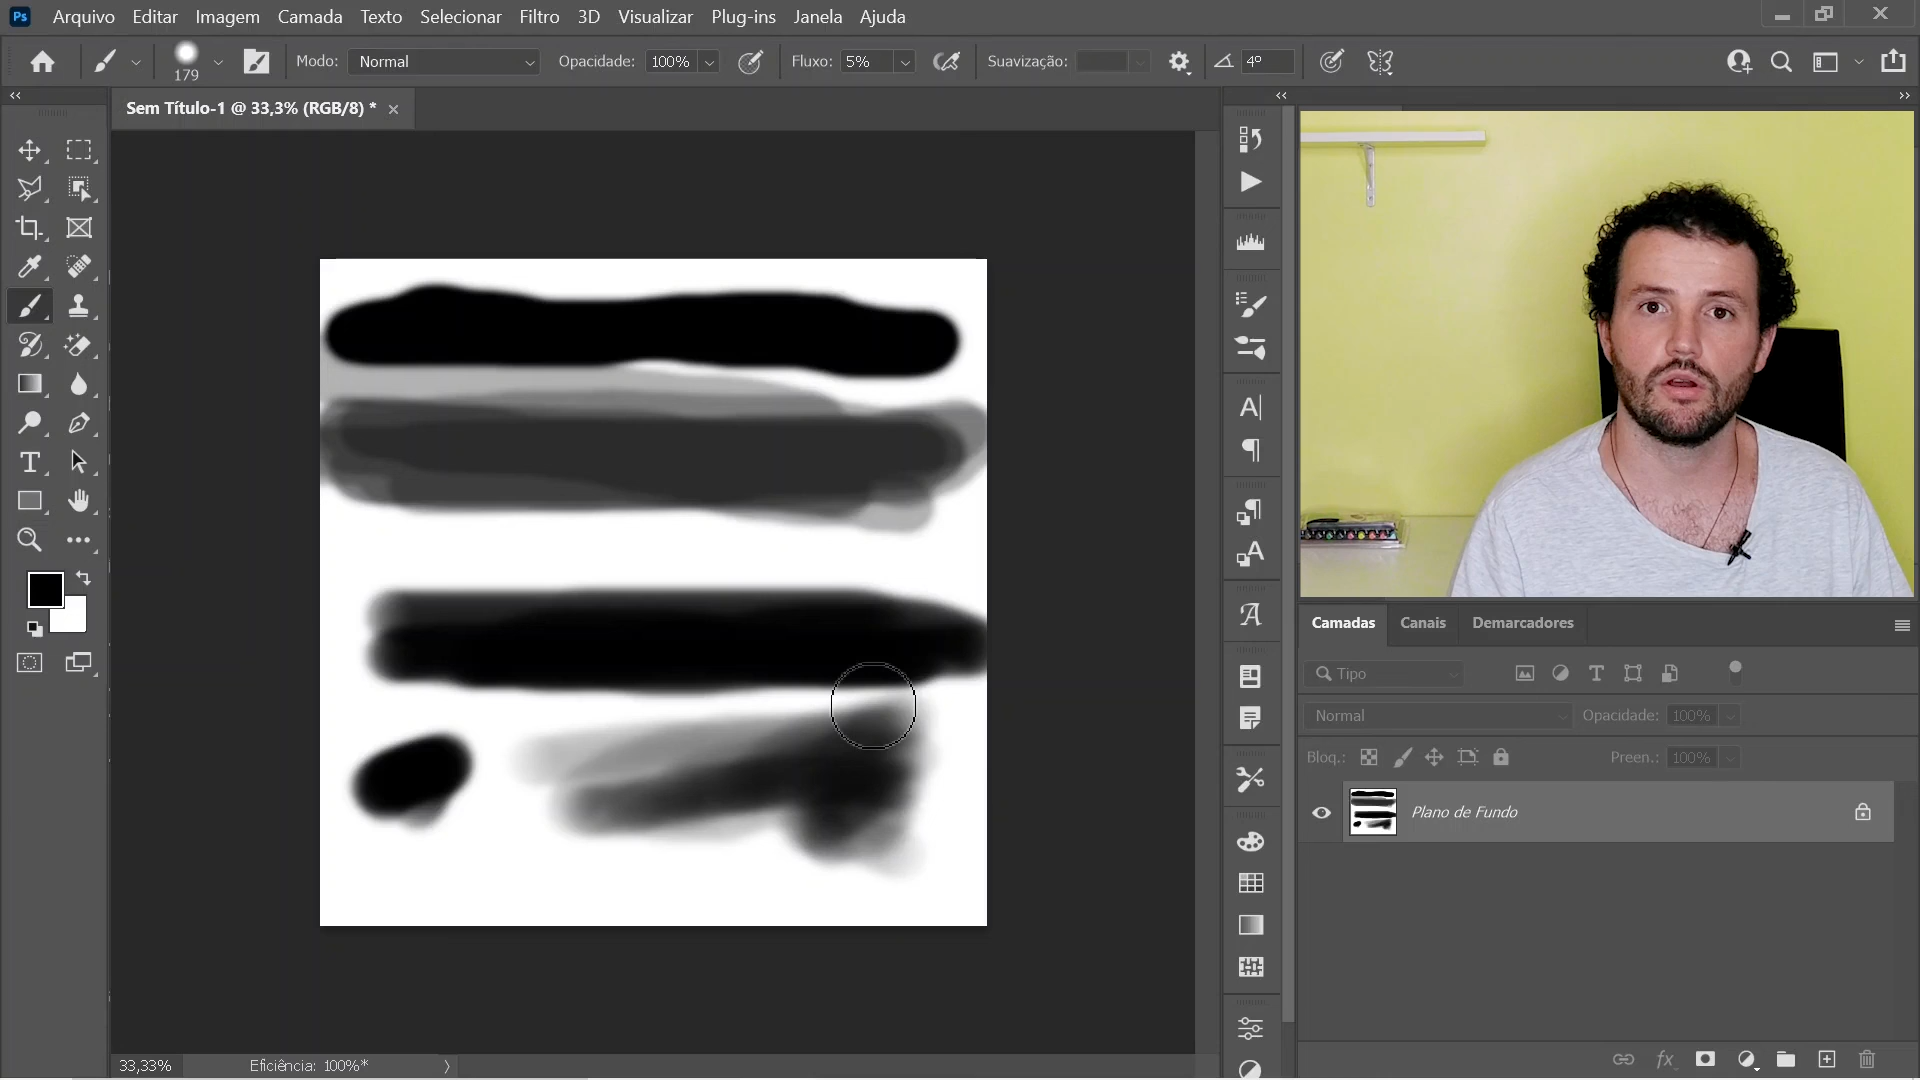 Ps Arquivo Editar Imagem Camada Texto Selecionar Filtro 3D Visualizar Plug-ins Janela Ajuda
179 Modo: Normal Opacidade: 100% Fluxo: 5% Suavização: 4°
Sem Título-1 @ 33,3% (RGB/8) *
Camadas Canais Demarcadores
Tipo
Normal Opacidade: 100%
Bloq.: Preen.: 100%
Plano de Fundo
33,33% Eficiência: 100%*